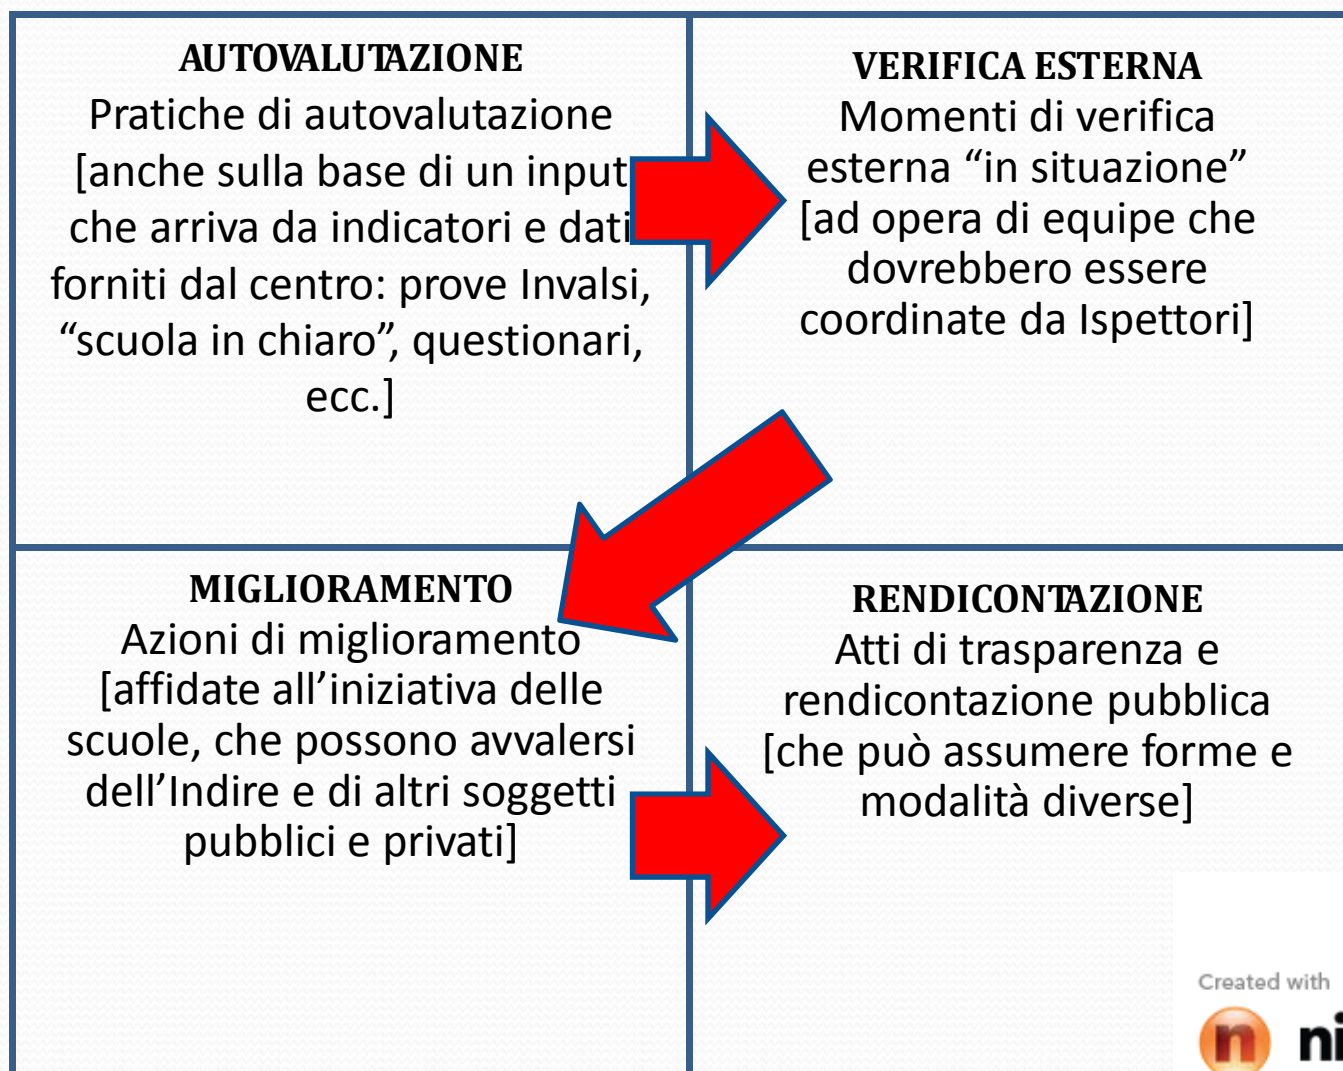 AUTOVALUTAZIONE
Pratiche di autovalutazione
[anche sulla base di un input
che arriva da indicatori e dati
forniti dal centro: prove Invalsi,
“scuola in chiaro”, questionari,
ecc.]
VERIFICA ESTERNA
Momenti di verifica
esterna “in situazione”
[ad opera di equipe che
dovrebbero essere
coordinate da Ispettori]
MIGLIORAMENTO
Azioni di miglioramento
[affidate all’iniziativa delle
scuole, che possono avvalersi
dell’Indire e di altri soggetti
pubblici e privati]
RENDICONTAZIONE
Atti di trasparenza e
rendicontazione pubblica
[che può assumere forme e
modalità diverse]
Created with
n ni